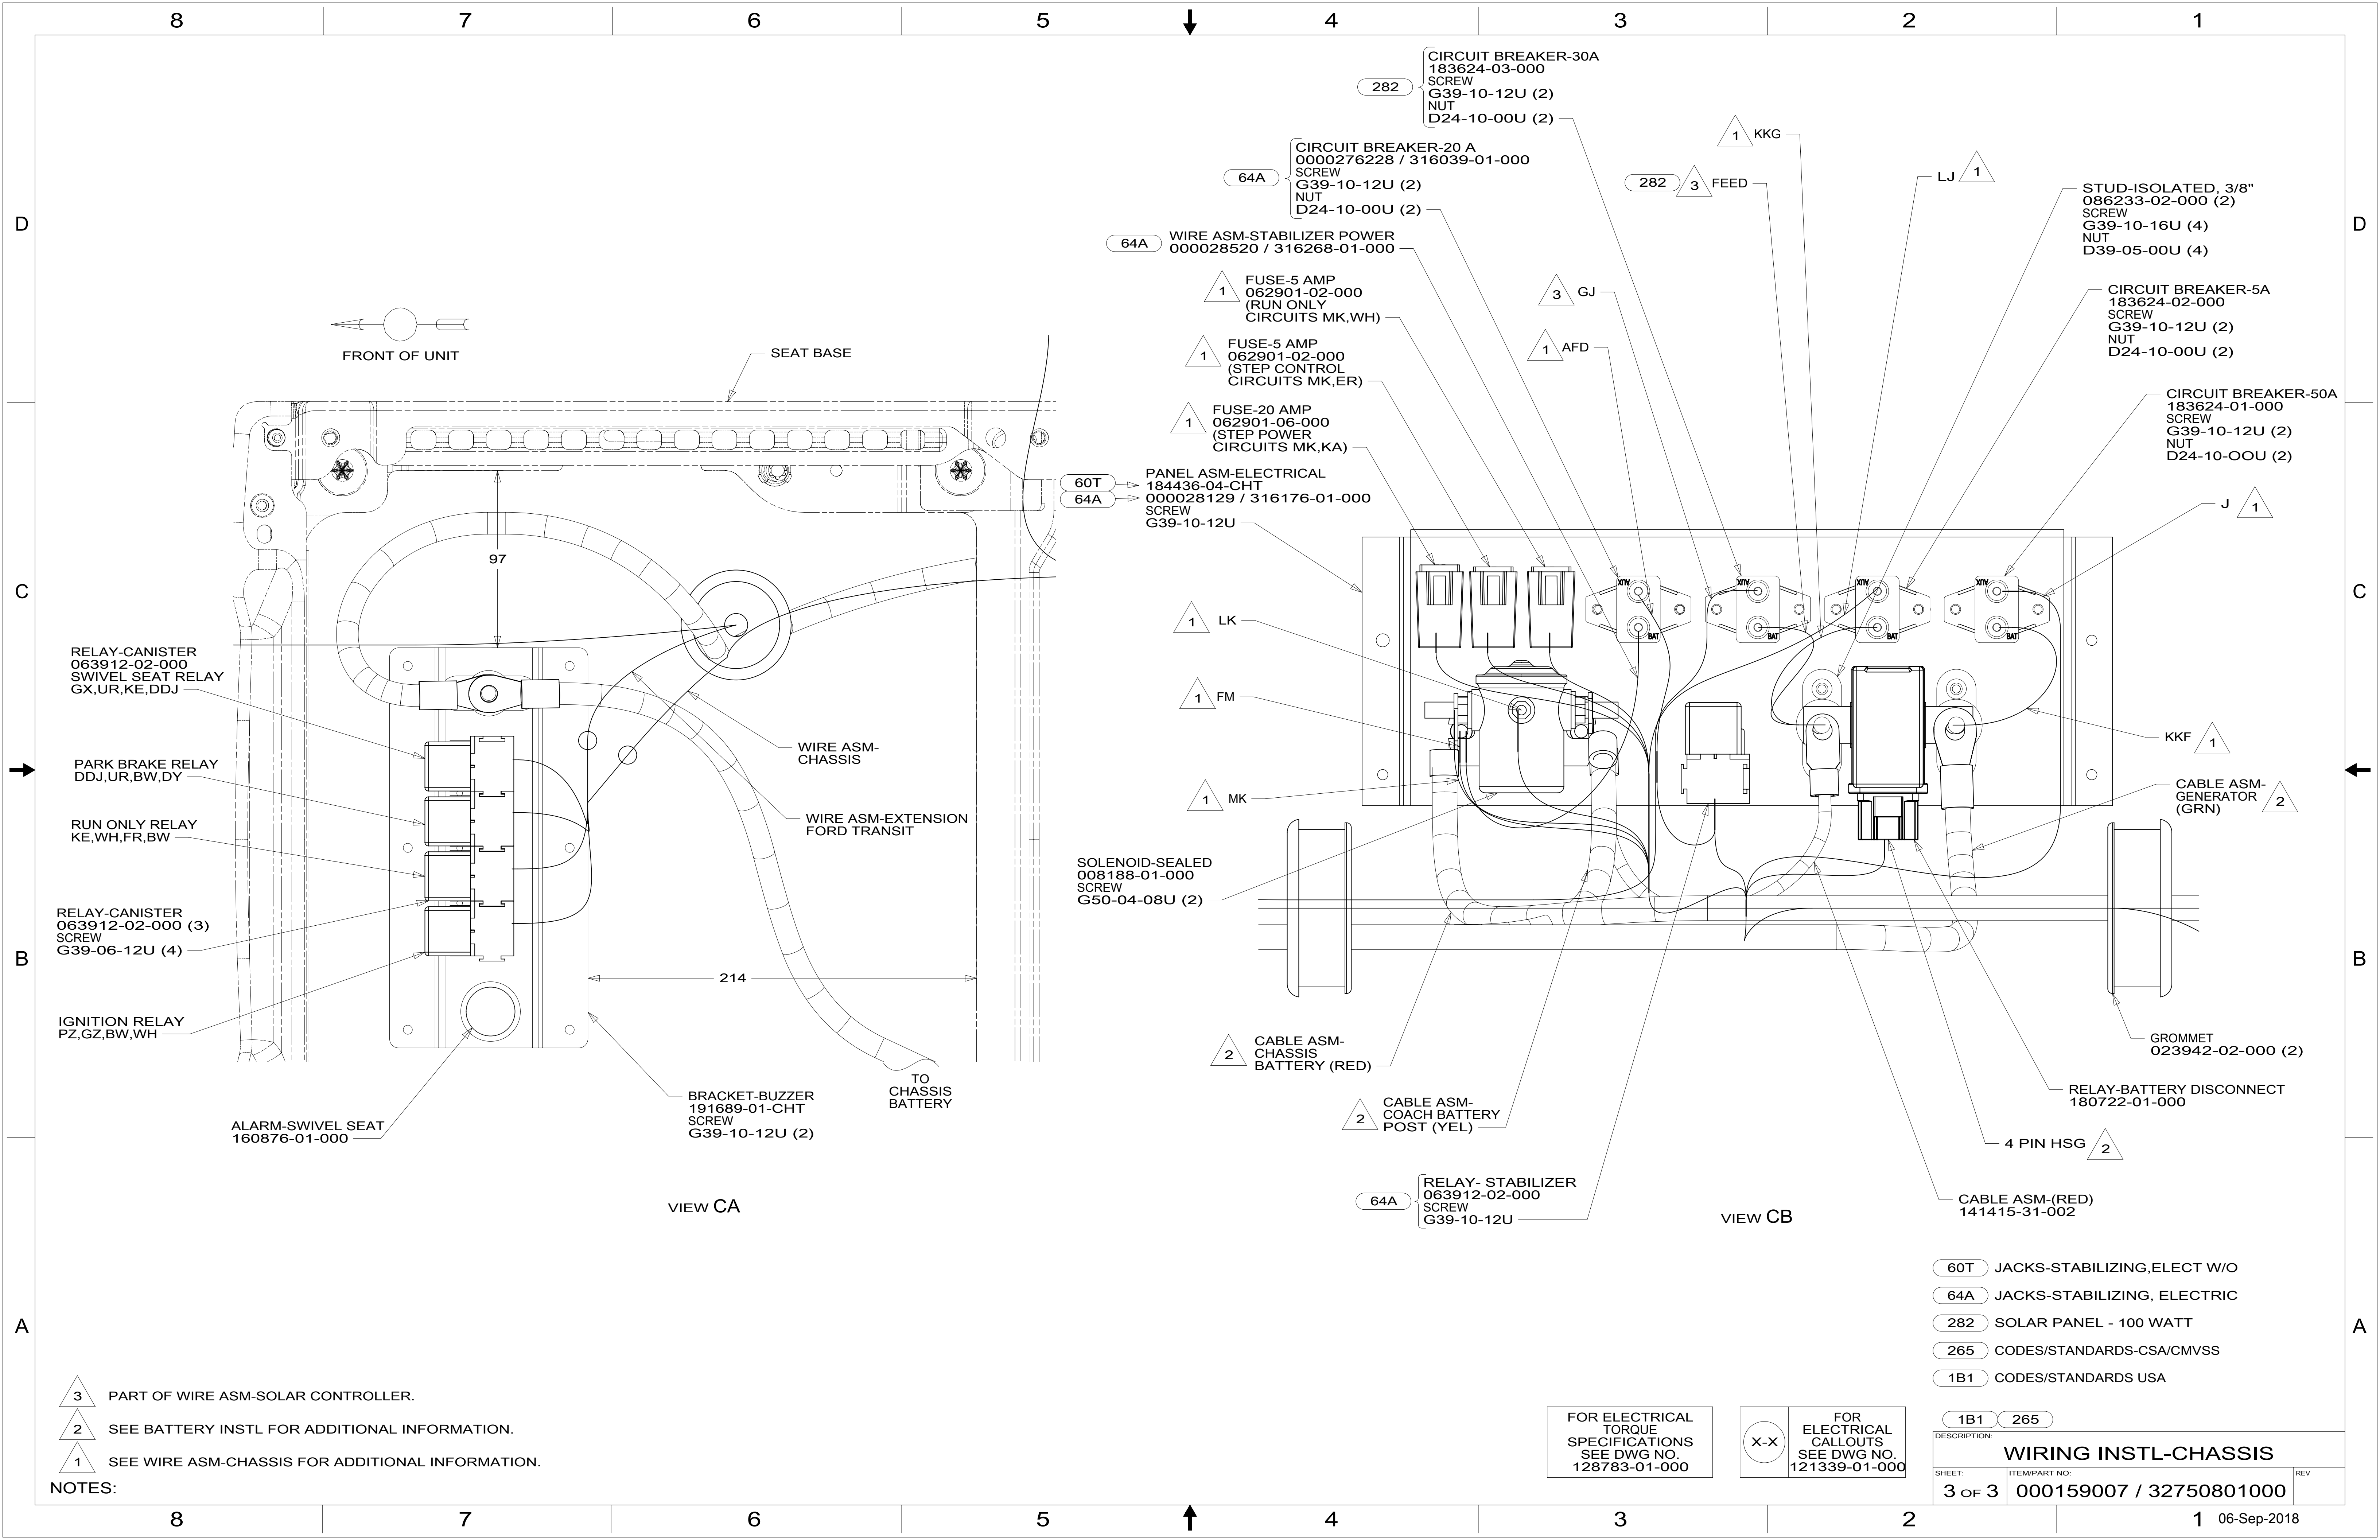 8 7 6 5 4 3 2 1
D
C
B
A
FRONT OF UNIT
SEAT BASE
97
RELAY-CANISTER
063912-02-000
SWIVEL SEAT RELAY
GX,UR,KE,DDJ
PARK BRAKE RELAY
DDJ,UR,BW,DY
RUN ONLY RELAY
KE,WH,FR,BW
RELAY-CANISTER
063912-02-000 (3)
SCREW
G39-06-12U (4)
IGNITION RELAY
PZ,GZ,BW,WH
ALARM-SWIVEL SEAT
160876-01-000
WIRE ASM-
CHASSIS
WIRE ASM-EXTENSION
FORD TRANSIT
214
BRACKET-BUZZER
191689-01-CHT
SCREW
G39-10-12U (2)
TO
CHASSIS
BATTERY
VIEW CA
282
CIRCUIT BREAKER-30A
183624-03-000
SCREW
G39-10-12U (2)
NUT
D24-10-00U (2)
64A
CIRCUIT BREAKER-20 A
0000276228 / 316039-01-000
SCREW
G39-10-12U (2)
NUT
D24-10-00U (2)
64A
WIRE ASM-STABILIZER POWER
000028520 / 316268-01-000
1
FUSE-5 AMP
062901-02-000
(RUN ONLY
CIRCUITS MK,WH)
1
FUSE-5 AMP
062901-02-000
(STEP CONTROL
CIRCUITS MK,ER)
1
FUSE-20 AMP
062901-06-000
(STEP POWER
CIRCUITS MK,KA)
60T
64A
PANEL ASM-ELECTRICAL
184436-04-CHT
000028129 / 316176-01-000
SCREW
G39-10-12U
1 LK
1 FM
1 MK
SOLENOID-SEALED
008188-01-000
SCREW
G50-04-08U (2)
2
CABLE ASM-
CHASSIS
BATTERY (RED)
2
CABLE ASM-
COACH BATTERY
POST (YEL)
64A
RELAY- STABILIZER
063912-02-000
SCREW
G39-10-12U
1 KKG
282 3 FEED
3 GJ
1 AFD
LJ 1
STUD-ISOLATED, 3/8"
086233-02-000 (2)
SCREW
G39-10-16U (4)
NUT
D39-05-00U (4)
CIRCUIT BREAKER-5A
183624-02-000
SCREW
G39-10-12U (2)
NUT
D24-10-00U (2)
CIRCUIT BREAKER-50A
183624-01-000
SCREW
G39-10-12U (2)
NUT
D24-10-OOU (2)
J 1
AUX AUX AUX AUX
BAT BAT BAT BAT
KKF 1
CABLE ASM-
GENERATOR
(GRN)
2
GROMMET
023942-02-000 (2)
RELAY-BATTERY DISCONNECT
180722-01-000
4 PIN HSG 2
CABLE ASM-(RED)
141415-31-002
VIEW CB
60T JACKS-STABILIZING,ELECT W/O
64A JACKS-STABILIZING, ELECTRIC
282 SOLAR PANEL - 100 WATT
265 CODES/STANDARDS-CSA/CMVSS
1B1 CODES/STANDARDS USA
3 PART OF WIRE ASM-SOLAR CONTROLLER.
2 SEE BATTERY INSTL FOR ADDITIONAL INFORMATION.
1 SEE WIRE ASM-CHASSIS FOR ADDITIONAL INFORMATION.
NOTES:
FOR ELECTRICAL
TORQUE
SPECIFICATIONS
SEE DWG NO.
128783-01-000
X-X
FOR
ELECTRICAL
CALLOUTS
SEE DWG NO.
121339-01-000
1B1 265
DESCRIPTION:
WIRING INSTL-CHASSIS
SHEET:
3 OF 3
ITEM/PART NO:
000159007 / 32750801000
REV
D
C
B
A
8 7 6 5 4 3 2 1
06-Sep-2018